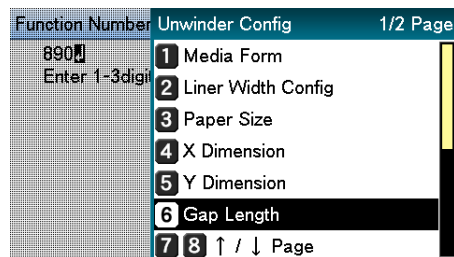 Function Number
890
Enter 1-3digi
Unwinder Config 1/2 Page
1 Media Form
2 Liner Width Config
3 Paper Size
4 X Dimension
5 Y Dimension
6 Gap Length
7 8 ↑ / ↓ Page